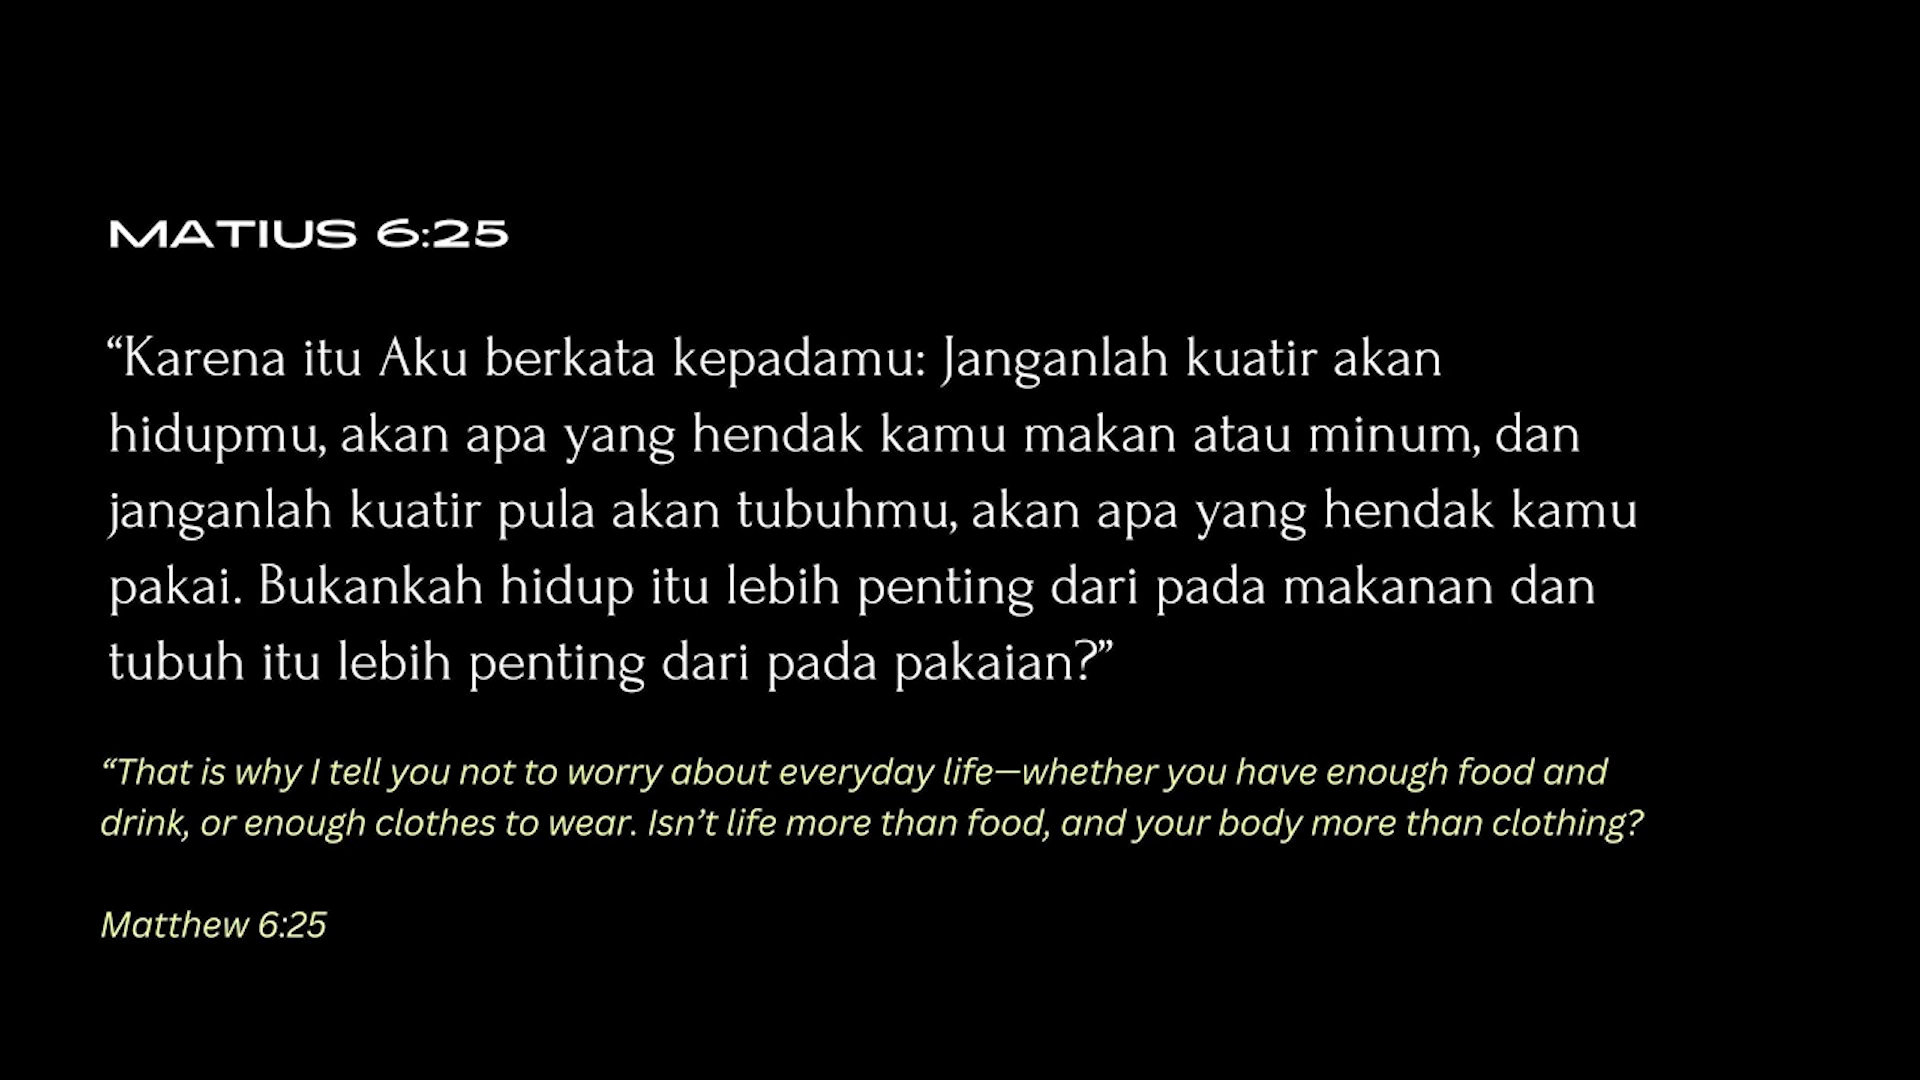 MATIUS 6:25
“Karena itu Aku berkata kepadamu: Janganlah kuatir akan
hidupmu, akan apa yang hendak kamu makan atau minum, dan
janganlah kuatir pula akan tubuhmu, akan apa yang hendak kamu
pakai. Bukankah hidup itu lebih penting dari pada makanan dan
tubuh itu lebih penting dari pada pakaian?”
“That is why I tell you not to worry about everyday life—whether you have enough food and
drink, or enough clothes to wear. Isn’t life more than food, and your body more than clothing?
Matthew 6:25